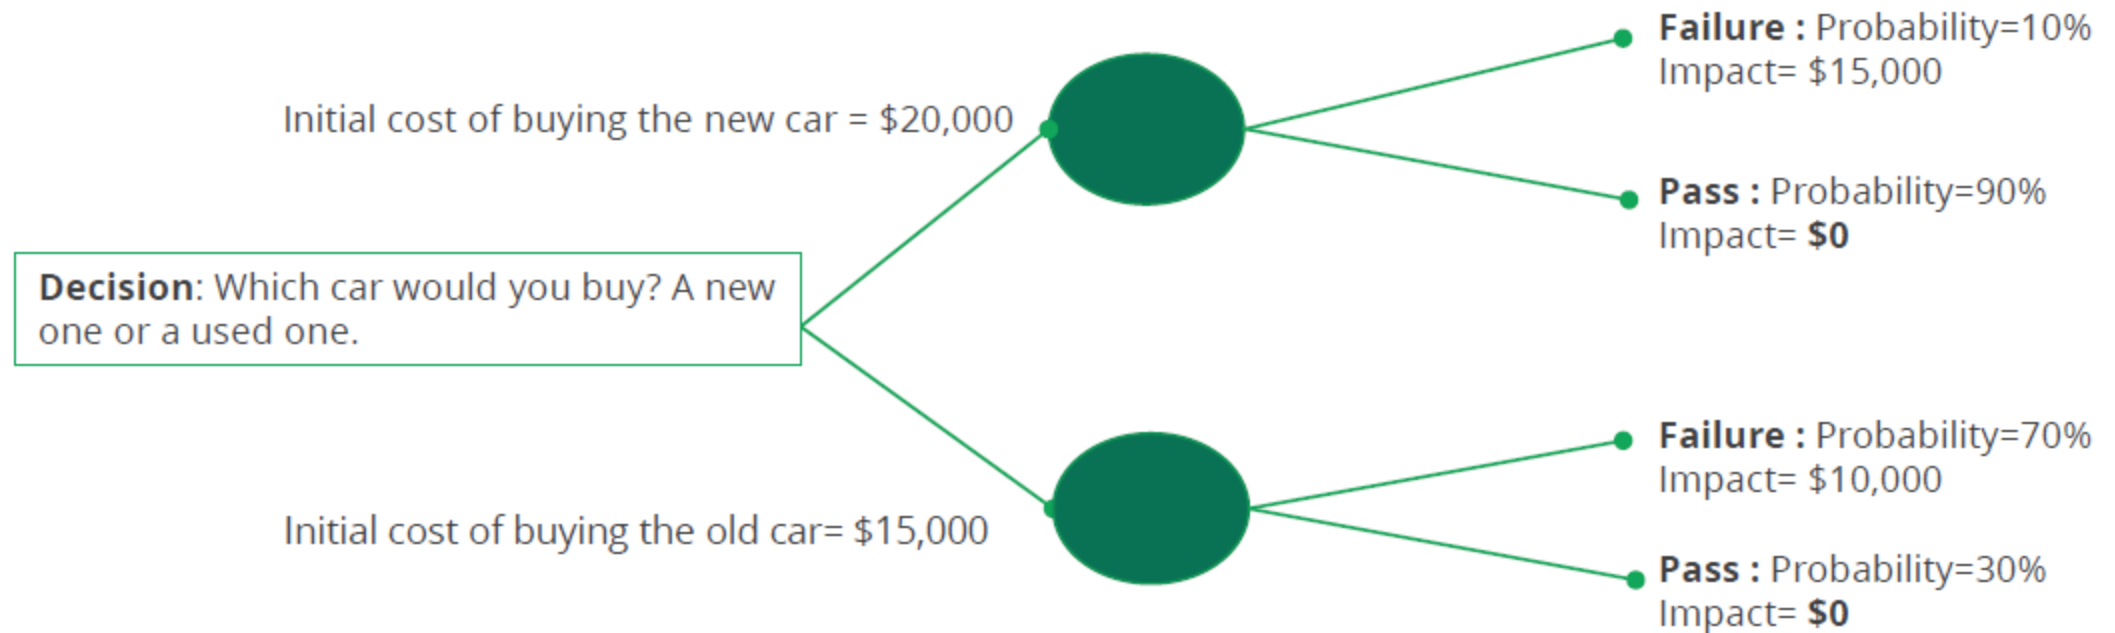 Failure : Probability=10%
Impact= $15,000
Initial cost of buying the new car = $20,000
Pass : Probability=90%
Impact= $0
Decision: Which car would you buy? A new
one or a used one.
Failure : Probability=70%
Impact= $10,000
Initial cost of buying the old car= $15,000
Pass : Probability=30%
Impact= $0